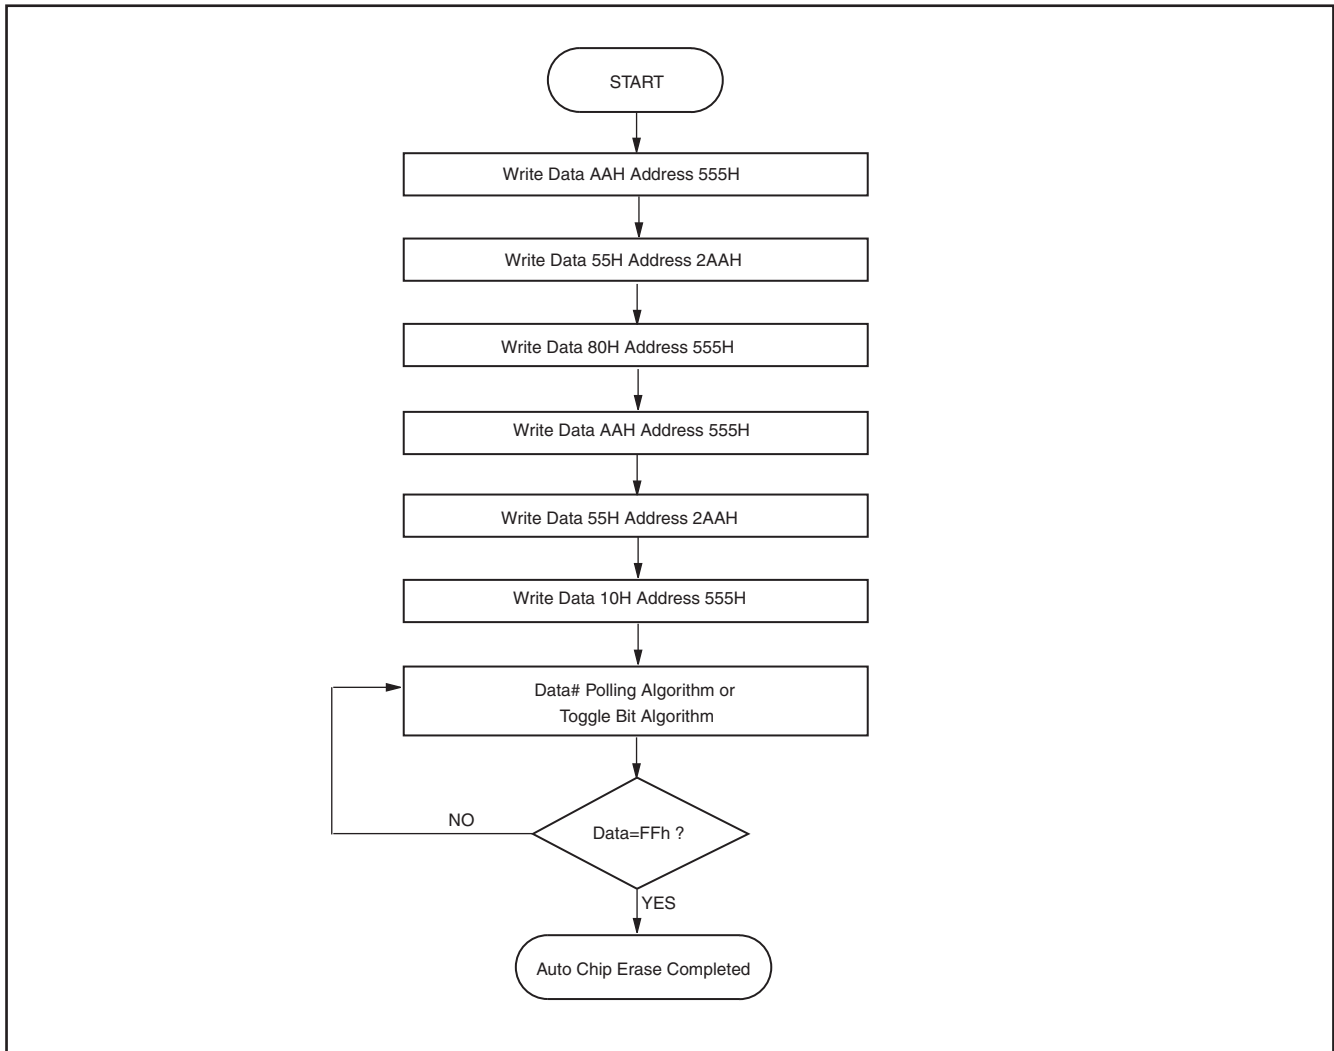 START
Write Data AAH Address 555H
Write Data 55H Address 2AAH
Write Data 80H Address 555H
Write Data AAH Address 555H
Write Data 55H Address 2AAH
Write Data 10H Address 555H
Data# Polling Algorithm or
Toggle Bit Algorithm
NO
Data=FFh ?
YES
Auto Chip Erase Completed